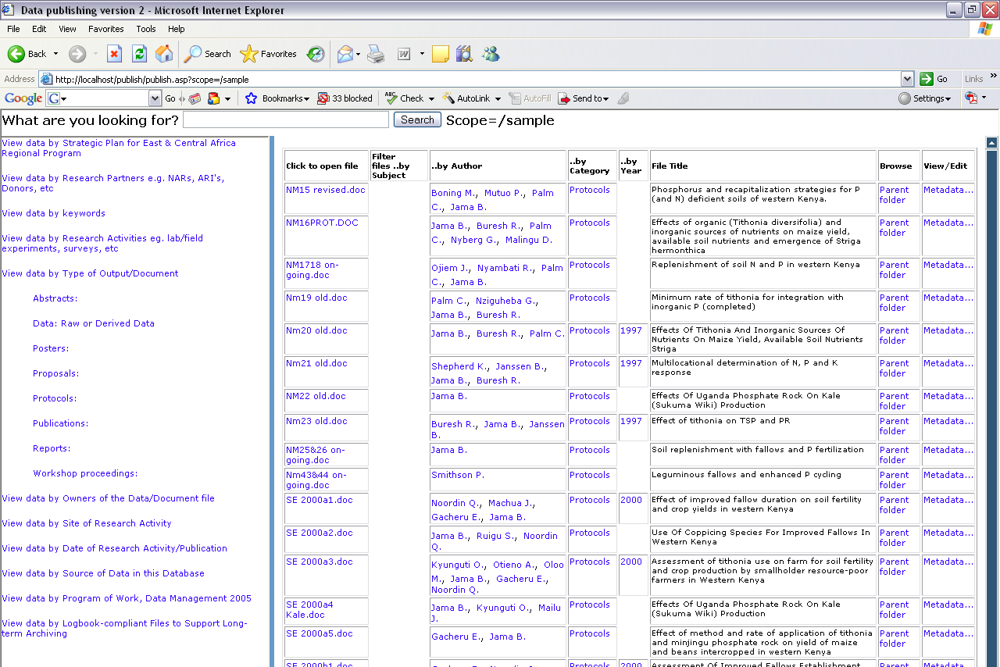 Data publishing version 2 - Microsoft Internet Explorer
File Edit View Favorites Tools Help
Back Search Favorites
Address http://localhost/publish/publish.asp?scope=/sample Go Links »
Google G Go Bookmarks 33 blocked ABC Check AutoLink AutoFill Send to Settings
What are you looking for? Search Scope=/sample
View data by Strategic Plan for East & Central Africa
Regional Program
View data by Research Partners e.g. NARs, ARI's,
Donors, etc
View data by keywords
View data by Research Activities eg. lab/field
experiments, surveys, etc
View data by Type of Output/Document
Abstracts:
Data: Raw or Derived Data
Posters:
Proposals:
Protocols:
Publications:
Reports:
Workshop proceedings:
View data by Owners of the Data/Document file
View data by Site of Research Activity
View data by Date of Research Activity/Publication
View data by Source of Data in this Database
View data by Program of Work, Data Management 2005
View data by Logbook-compliant Files to Support Long-
term Archiving
Click to open file
Filter
files ..by
Subject
..by Author
..by
Category
..by
Year
File Title
Browse
View/Edit
NM15 revised.doc
Boning M., Mutuo P., Palm
C., Jama B.
Protocols
Phosphorus and recapitalization strategies for P
(and N) deficient soils of western Kenya.
Parent
folder
Metadata...
NM16PROT.DOC
Jama B., Buresh R., Palm
C., Nyberg G., Malingu D.
Protocols
Effects of organic (Tithonia diversifolia) and
inorganic sources of nutrients on maize yield,
available soil nutrients and emergence of Striga
hermonthica
Parent
folder
Metadata...
NM1718 on-
going.doc
Ojiem J., Nyambati R., Palm
C., Jama B.
Protocols
Replenishment of soil N and P in western Kenya
Parent
folder
Metadata...
Nm19 old.doc
Palm C., Nziguheba G.,
Jama B., Buresh R.
Protocols
Minimum rate of tithonia for integration with
inorganic P (completed)
Parent
folder
Metadata...
Nm20 old.doc
Jama B., Buresh R., Palm C.
Protocols
1997
Effects Of Tithonia And Inorganic Sources Of
Nutrients On Maize Yield, Available Soil Nutrients
Striga
Parent
folder
Metadata...
Nm21 old.doc
Shepherd K., Janssen B.,
Jama B., Buresh R.
Protocols
1997
Multilocational determination of N, P and K
response
Parent
folder
Metadata...
NM22 old.doc
Jama B.
Protocols
Effects Of Uganda Phosphate Rock On Kale
(Sukuma Wiki) Production
Parent
folder
Metadata...
Nm23 old.doc
Buresh R., Jama B., Janssen
B.
Protocols
1997
Effect of tithonia on TSP and PR
Parent
folder
Metadata...
NM25&26 on-
going.doc
Jama B.
Protocols
Soil replenishment with fallows and P fertilization
Parent
folder
Metadata...
Nm43&44 on-
going.doc
Smithson P.
Protocols
Leguminous fallows and enhanced P cycling
Parent
folder
Metadata...
SE 2000a1.doc
Noordin Q., Machua J.,
Gacheru E., Jama B.
Protocols
2000
Effect of improved fallow duration on soil fertility
and crop yields in western Kenya
Parent
folder
Metadata...
SE 2000a2.doc
Jama B., Ruigu S., Noordin
Q.
Protocols
Use Of Coppicing Species For Improved Fallows In
Western Kenya
Parent
folder
Metadata...
SE 2000a3.doc
Kyunguti O., Otieno A., Oloo
M., Jama B., Gacheru E.,
Noordin Q.
Protocols
2000
Assessment of tithonia use on farm for soil fertility
and crop production by smallholder resource-poor
farmers in Western Kenya
Parent
folder
Metadata...
SE 2000a4
Kale.doc
Jama B., Kyunguti O., Mailu
J.
Protocols
Effects Of Uganda Phosphate Rock On Kale
(Sukuma Wiki) Production
Parent
folder
Metadata...
SE 2000a5.doc
Gacheru E., Jama B.
Protocols
Effect of method and rate of application of tithonia
and minjingu phosphate rock on yield of maize
and beans intercropped in western Kenya
Parent
folder
Metadata...
SE 2000b1.doc
Protocols
2000
Assessment Of Improved Fallows Establishment
Parent
Metadata...